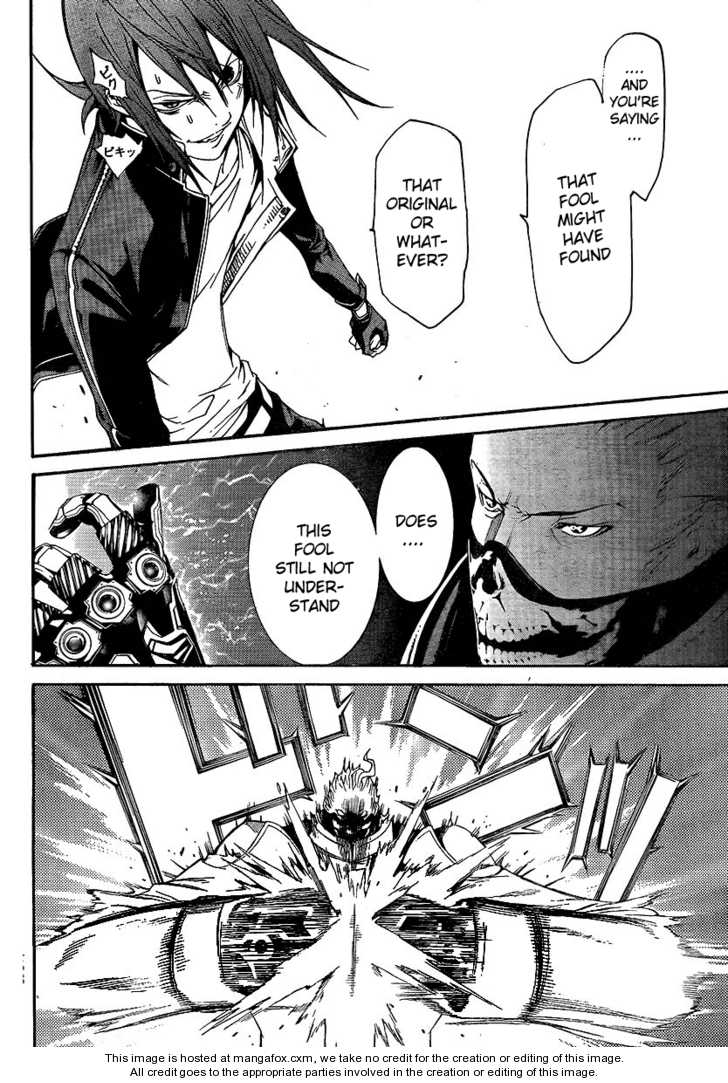 ....
AND
YOU'RE
SAYING
...
THAT
FOOL
MIGHT
HAVE
FOUND
THAT
ORIGINAL
OR
WHAT-
EVER?
ピク
ピキッ
DOES
....
THIS
FOOL
STILL NOT
UNDER-
STAND
This image is hosted at mangafox.cxm, we take no credit for the creation or editing of this image.
All credit goes to the appropriate parties involved in the creation or editing of this image.